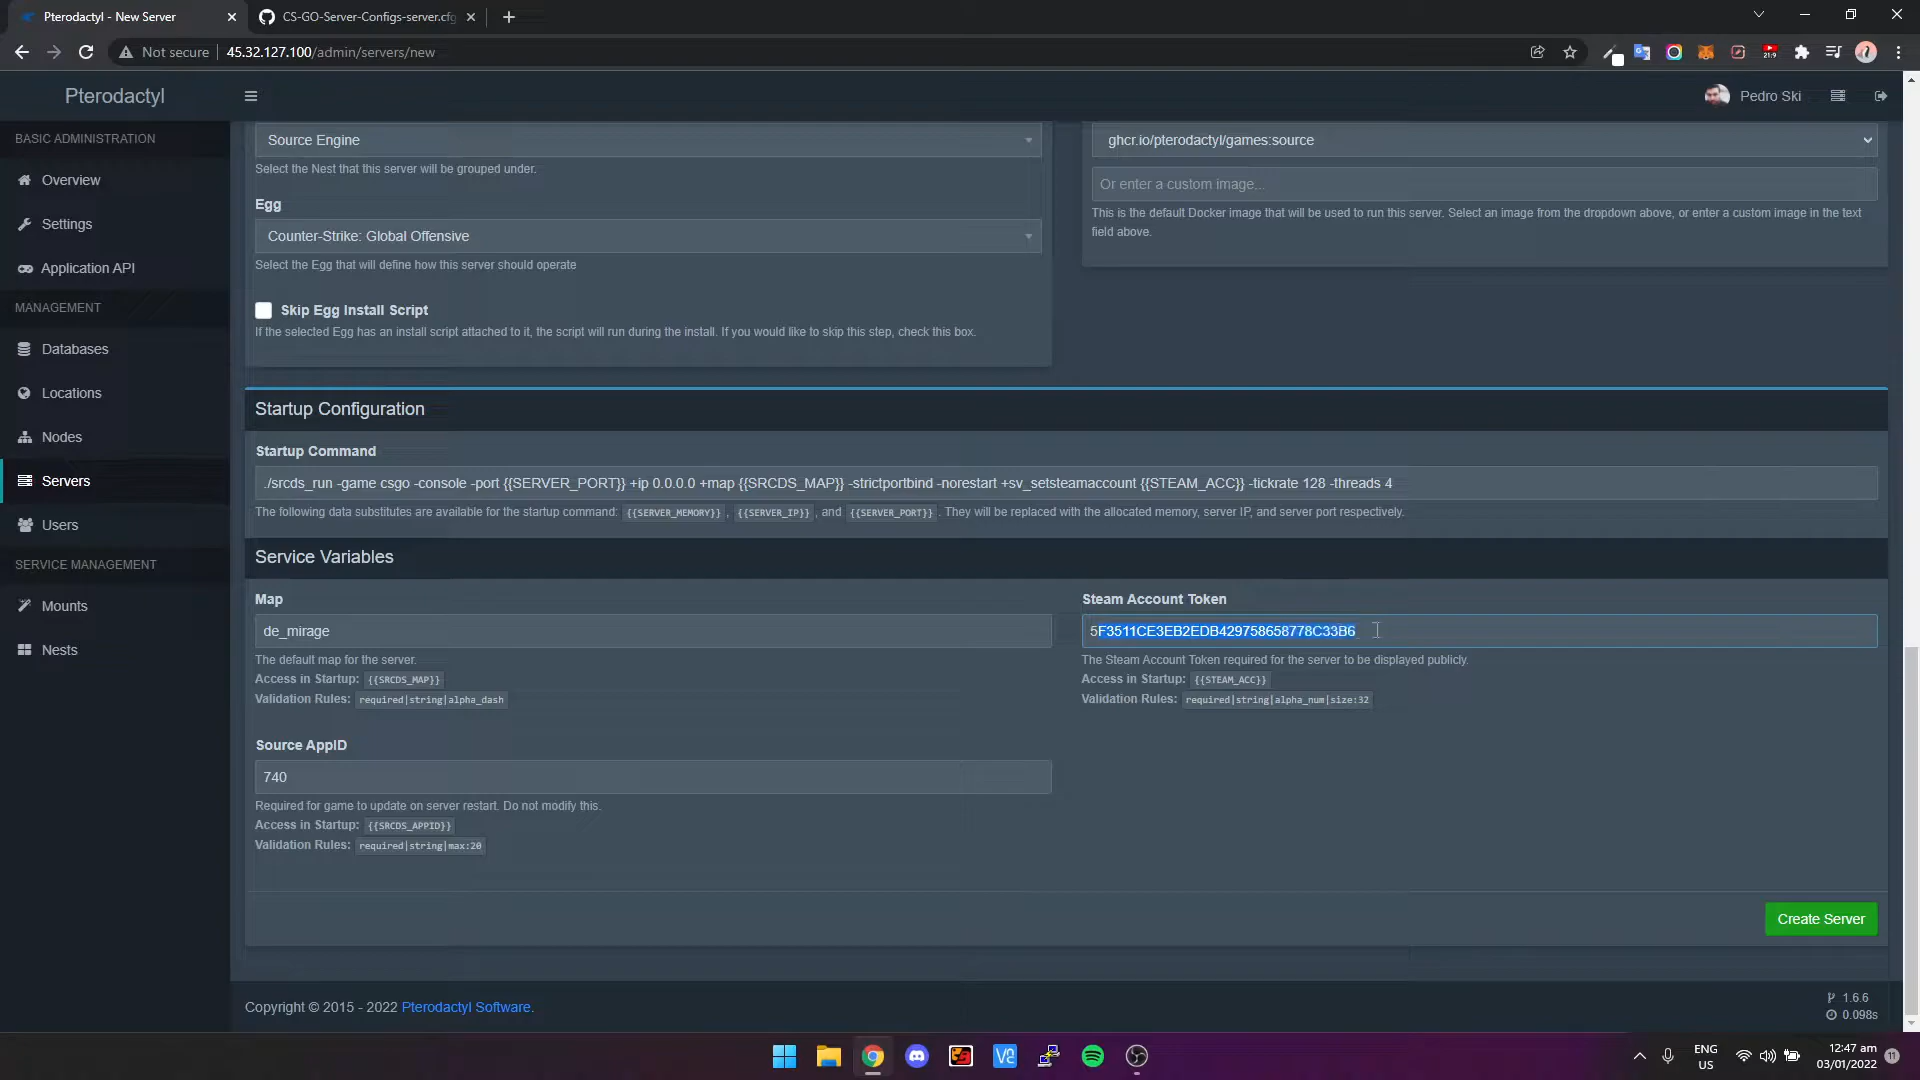 Pterodactyl - New Server
CS-GO-Server-Configs-server.cfg
Not secure
45.32.127.100/admin/servers/new
Pterodactyl
Pedro Ski
BASIC ADMINISTRATION
Overview
Settings
Application API
MANAGEMENT
Databases
Locations
Nodes
Servers
Users
SERVICE MANAGEMENT
Mounts
Nests
Source Engine
Select the Nest that this server will be grouped under.
Egg
Counter-Strike: Global Offensive
Select the Egg that will define how this server should operate
Skip Egg Install Script
If the selected Egg has an install script attached to it, the script will run during the install. If you would like to skip this step, check this box.
ghcr.io/pterodactyl/games:source
Or enter a custom image...
This is the default Docker image that will be used to run this server. Select an image from the dropdown above, or enter a custom image in the text
field above.
Startup Configuration
Startup Command
./srcds_run -game csgo -console -port {{SERVER_PORT}} +ip 0.0.0.0 +map {{SRCDS_MAP}} -strictportbind -norestart +sv_setsteamaccount {{STEAM_ACC}} -tickrate 128 -threads 4
The following data substitutes are available for the startup command: {{SERVER_MEMORY}}, {{SERVER_IP}}, and {{SERVER_PORT}}. They will be replaced with the allocated memory, server IP, and server port respectively.
Service Variables
Map
de_mirage
The default map for the server.
Access in Startup: {{SRCDS_MAP}}
Validation Rules: required|string|alpha_dash
Steam Account Token
5F3511CE3EB2EDB429758658778C33B6
The Steam Account Token required for the server to be displayed publicly.
Access in Startup: {{STEAM_ACC}}
Validation Rules: required|string|alpha_num|size:32
Source AppID
740
Required for game to update on server restart. Do not modify this.
Access in Startup: {{SRCDS_APPID}}
Validation Rules: required|string|max:20
Create Server
Copyright © 2015 - 2022 Pterodactyl Software.
1.6.6
0.098s
21:9
ENG
US
12:47 am
03/01/2022
11